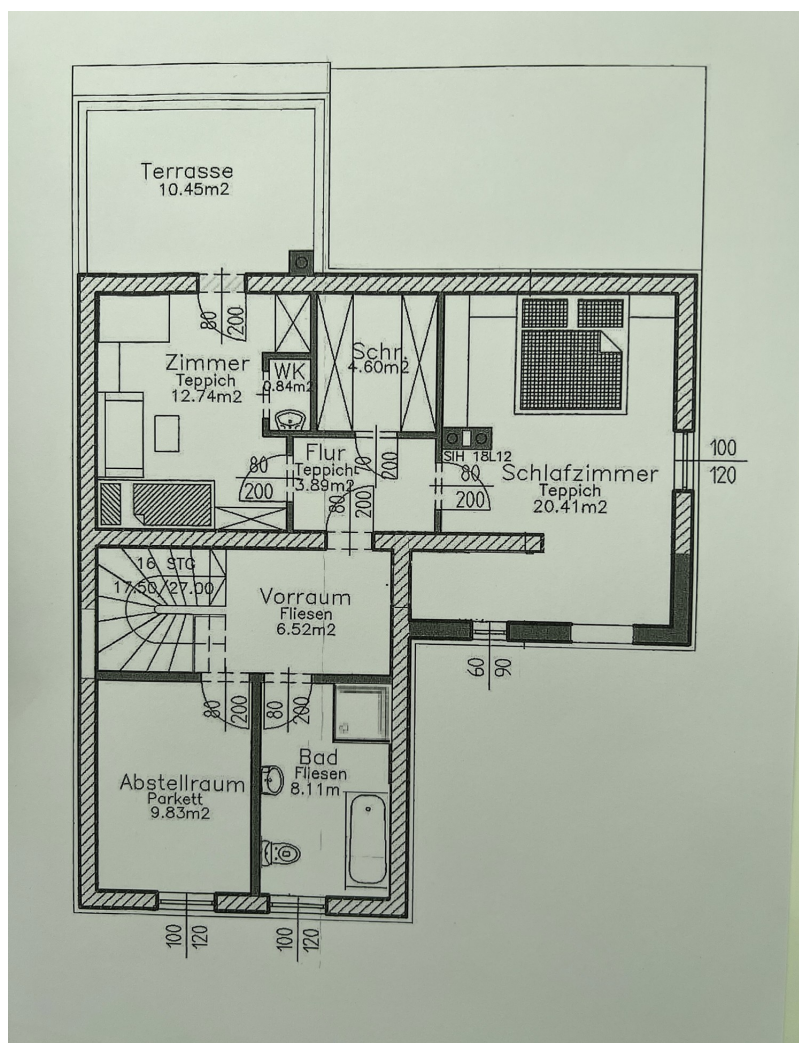 Terrasse
10.45m2
80
200
Zimmer
Teppich
12.74m2
WK
0.84m2
Schr.
4.60m2
SIH 18L12
Schlafzimmer
Teppich
20.41m2
100
120
Flur
Teppich
3.89m2
80
200
70
200
80
200
80
200
16 STG
17.50/27.00
Vorraum
Fliesen
6.52m2
60
90
80
200
80
200
Abstellraum
Parkett
9.83m2
Bad
Fliesen
8.11m
100
120
100
120